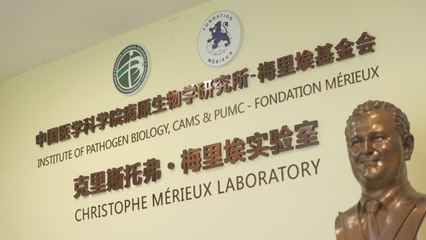 FONDATION
MÉRIEUX
中国医学科学院病原生物学研究所-梅里埃基金会
INSTITUTE OF PATHOGEN BIOLOGY, CAMS & PUMC - FONDATION MÉRIEUX
克里斯托弗·梅里埃实验室
CHRISTOPHE MÉRIEUX LABORATORY